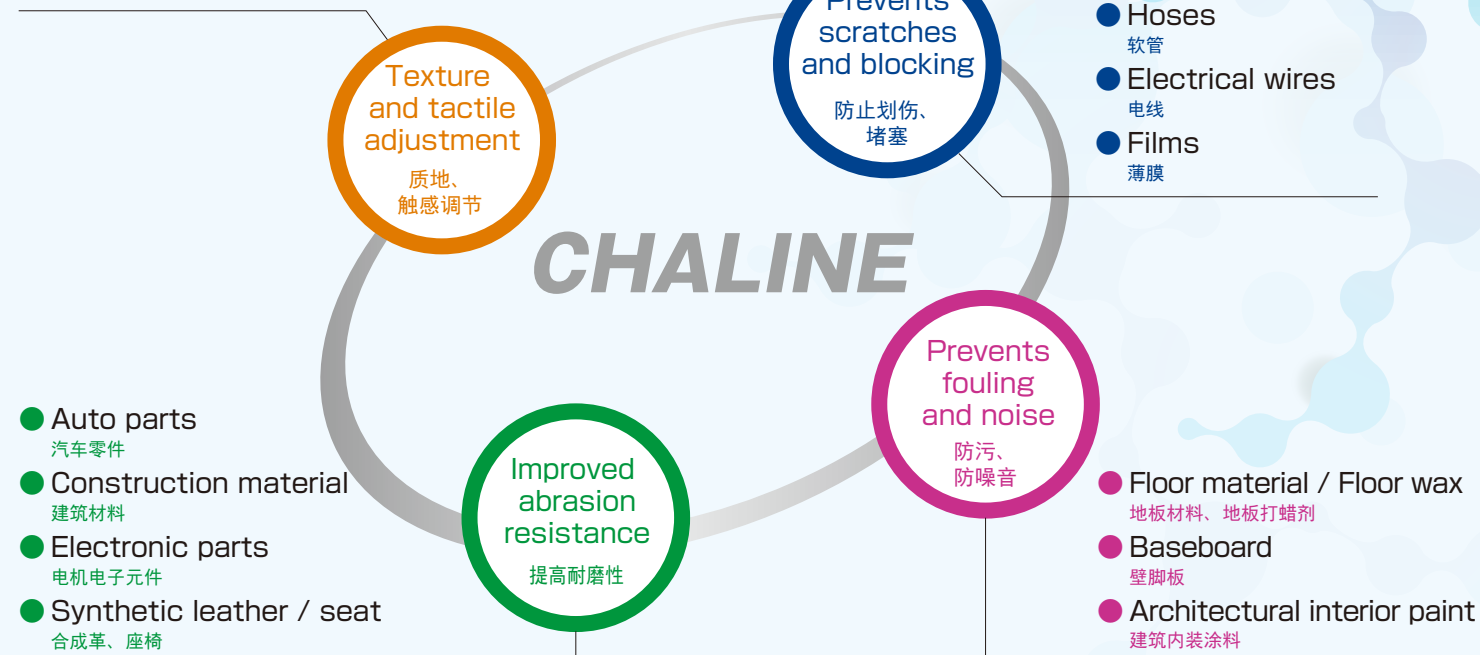 Prevents
scratches
and blocking
防止划伤、
堵塞
Hoses
软管
Electrical wires
电线
Films
薄膜
Texture
and tactile
adjustment
质地、
触感调节
CHALINE
Prevents
fouling
and noise
防污、
防噪音
Improved
abrasion
resistance
提高耐磨性
Auto parts
汽车零件
Construction material
建筑材料
Electronic parts
电机电子元件
Synthetic leather / seat
合成革、座椅
Floor material / Floor wax
地板材料、地板打蜡剂
Baseboard
壁脚板
Architectural interior paint
建筑内装涂料